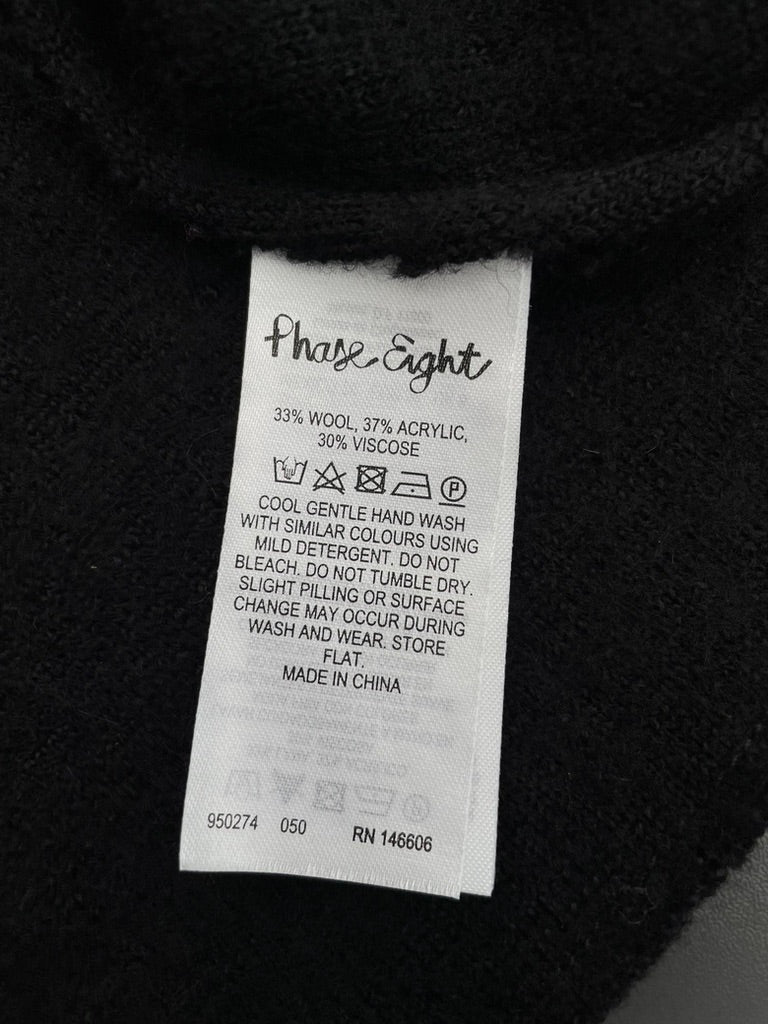 Phase Eight
33% WOOL, 37% ACRYLIC,
30% VISCOSE
P
COOL GENTLE HAND WASH
WITH SIMILAR COLOURS USING
MILD DETERGENT. DO NOT
BLEACH. DO NOT TUMBLE DRY.
SLIGHT PILLING OR SURFACE
CHANGE MAY OCCUR DURING
WASH AND WEAR. STORE
FLAT.
MADE IN CHINA
950274 050 RN 146606